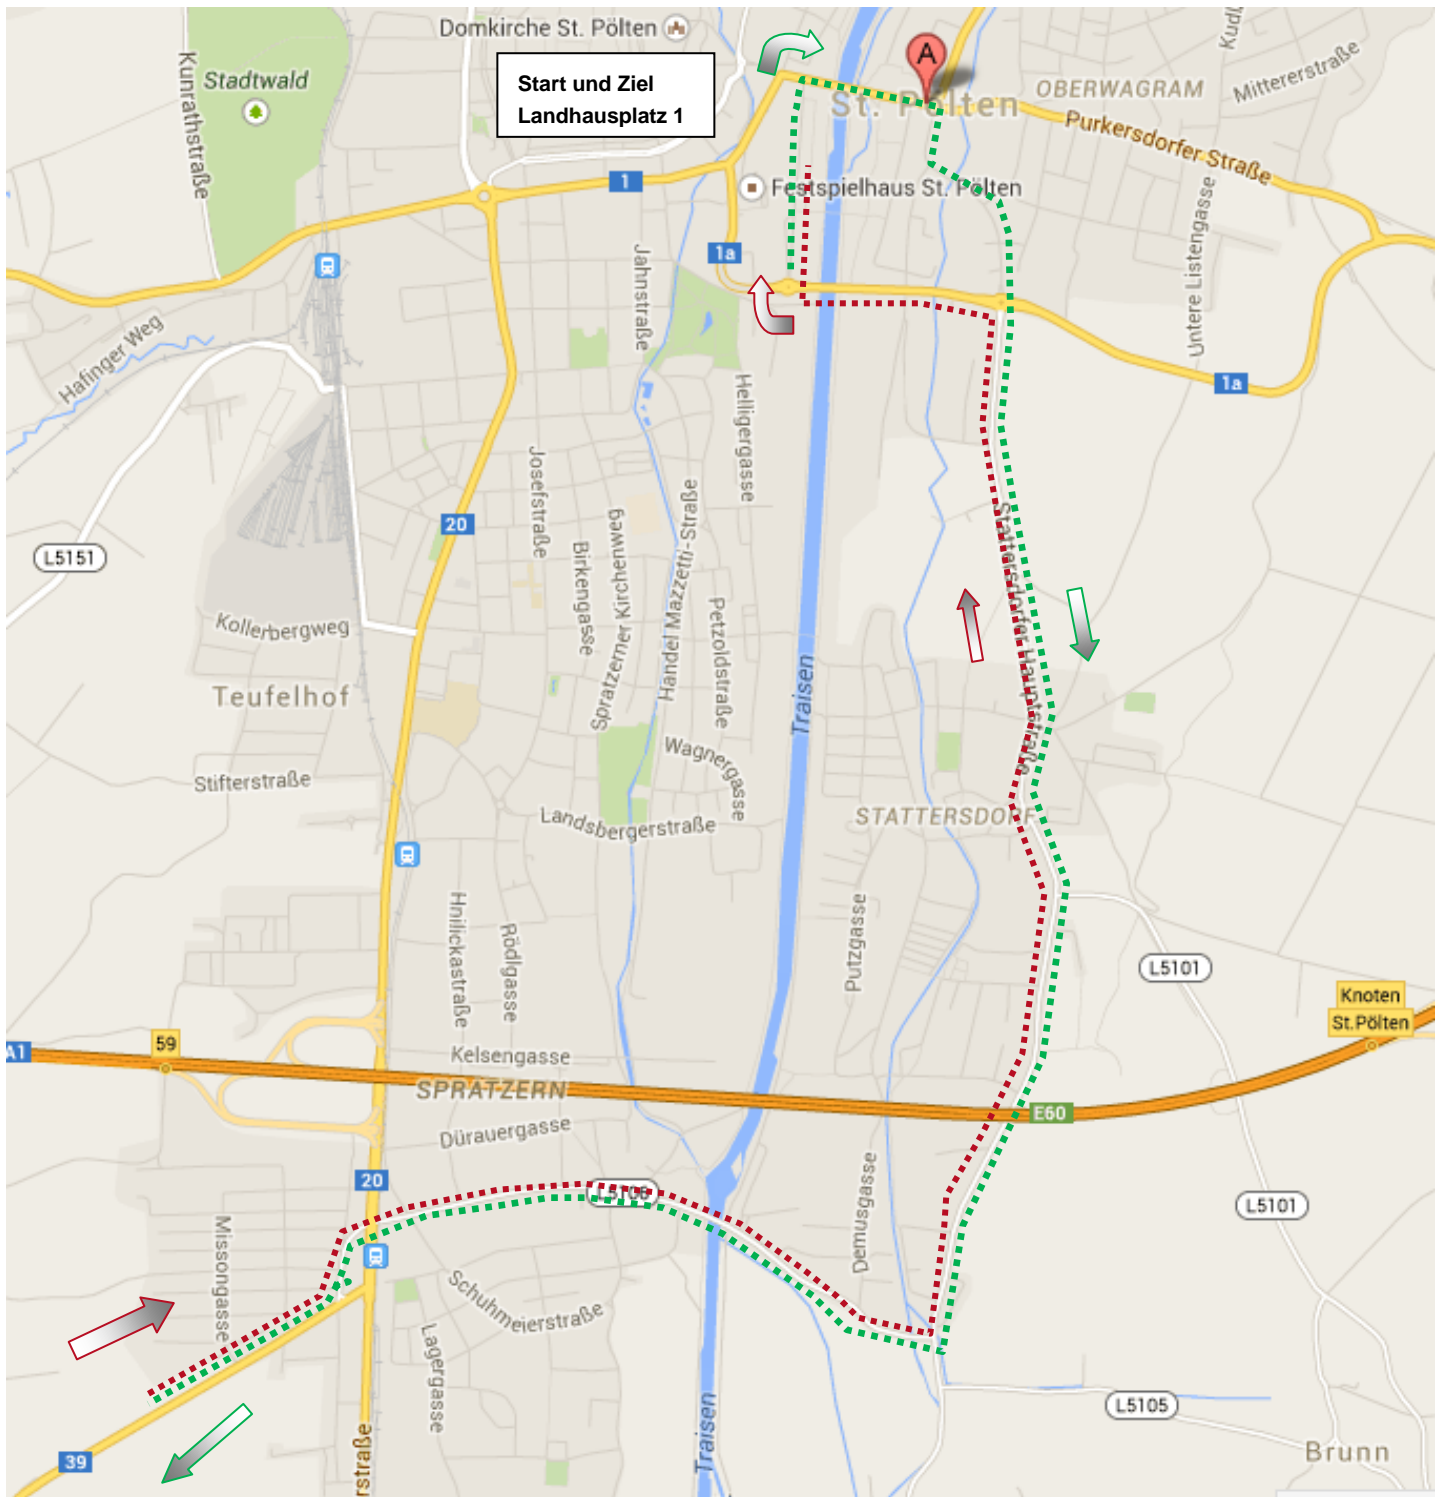 Domkirche St. Pölten
Start und Ziel
Landhausplatz 1
Stadtwald
Kunrathstraße
A
St. Pölten
OBERWAGRAM
Mittererstraße
Purkersdorfer Straße
1
Festspielhaus St. Pölten
Untere Listengasse
1a
Jahnstraße
Hafinger Weg
1a
Heiligergasse
Josefstraße
20
L5151
Birkengasse
Spratzerner Kirchenweg
Handel Mazzetti-Straße
Petzoldstraße
Stattersdorfer Hauptstraße
Kollerbergweg
Teufelhof
Traisen
Wagnergasse
Stifterstraße
Landsbergerstraße
STATTERSDORF
Hnilickastraße
Rödlgasse
Putzgasse
L5101
Knoten
St.Pölten
59
A1
Kelsengasse
SPRATZERN
E60
Dürauergasse
20
L5106
Demusgasse
L5101
Missongasse
Schuhmeierstraße
Lagergasse
L5105
Traisen
39
rstraße
Brunn